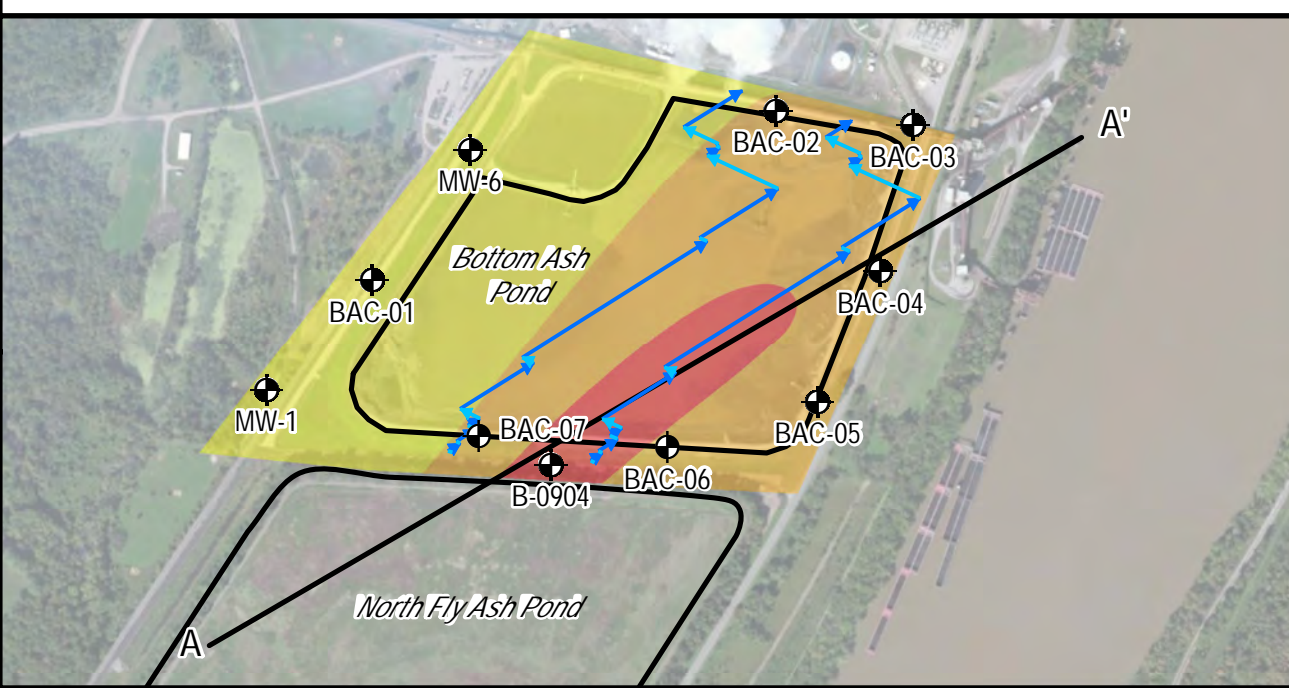 A'
BAC-02
BAC-03
MW-6
Bottom Ash
Pond
BAC-04
BAC-01
MW-1
BAC-07
BAC-05
BAC-06
B-0904
North Fly Ash Pond
A